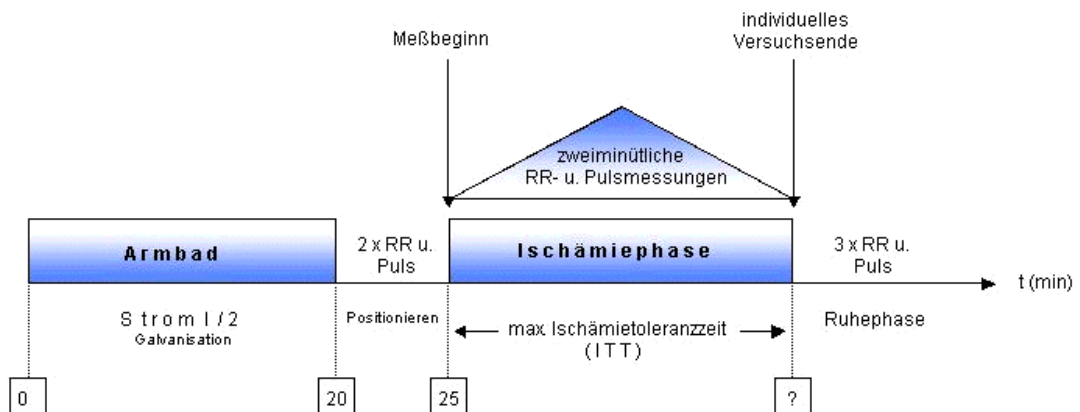 individuelles
Versuchsende
Meßbeginn
zweiminütliche
RR- u. Pulsmessungen
Armbad
2 x RR u.
Puls
Ischämiephase
3 x RR u.
Puls
t (min)
Strom I/2
Galvanisation
Positionieren
max. Ischämietoleranzzeit
(ITT)
Ruhephase
0
20
25
?